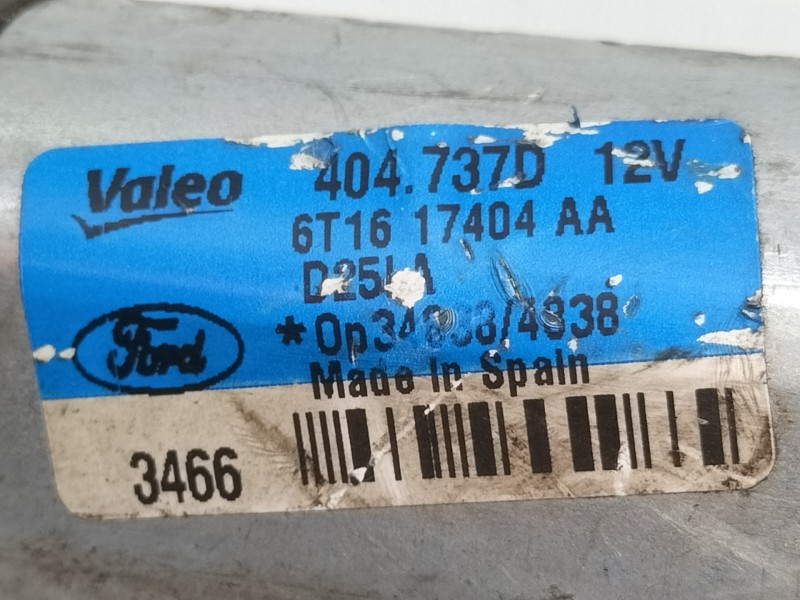 Valeo 404.737D 12V
6T16 17404 AA
Ford
Made in Spain
3466